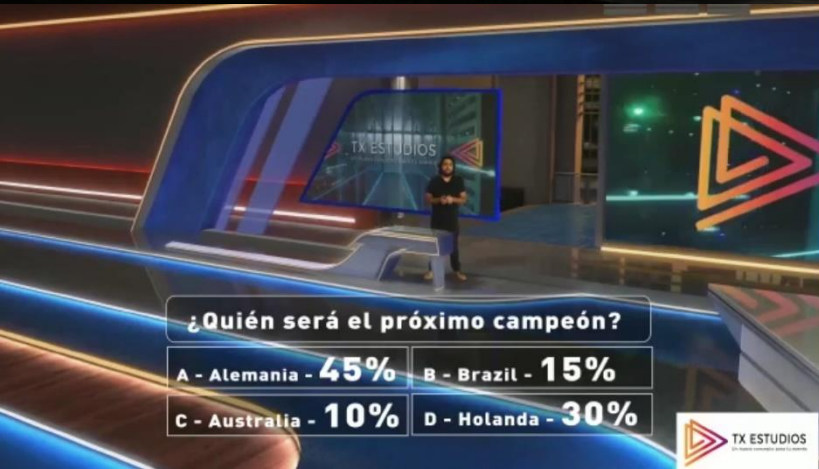 TX ESTUDIOS
¿Quién será el próximo campeón?
A - Alemania - 45%
B - Brazil - 15%
C - Australia - 10%
D - Holanda - 30%
TX ESTUDIOS